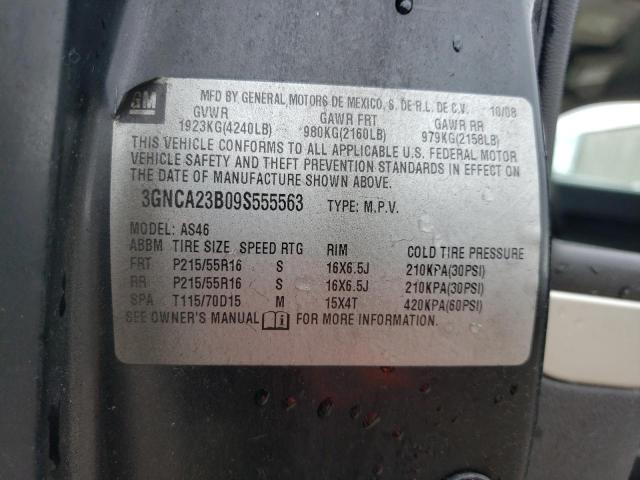 GM
MFD BY GENERAL MOTORS DE MEXICO, S. DE R.L. DE C.V. 10/08
GVWR GAWR FRT GAWR RR
1923KG(4240LB) 980KG(2160LB) 979KG(2158LB)
THIS VEHICLE CONFORMS TO ALL APPLICABLE U.S. FEDERAL MOTOR
VEHICLE SAFETY AND THEFT PREVENTION STANDARDS IN EFFECT ON
THE DATE OF MANUFACTURE SHOWN ABOVE.
3GNCA23B09S555563 TYPE: M.P.V.
MODEL: AS46
ABBM TIRE SIZE SPEED RTG RIM COLD TIRE PRESSURE
FRT P215/55R16 S 16X6.5J 210KPA(30PSI)
RR P215/55R16 S 16X6.5J 210KPA(30PSI)
SPA T115/70D15 M 15X4T 420KPA(60PSI)
SEE OWNER'S MANUAL i FOR MORE INFORMATION.